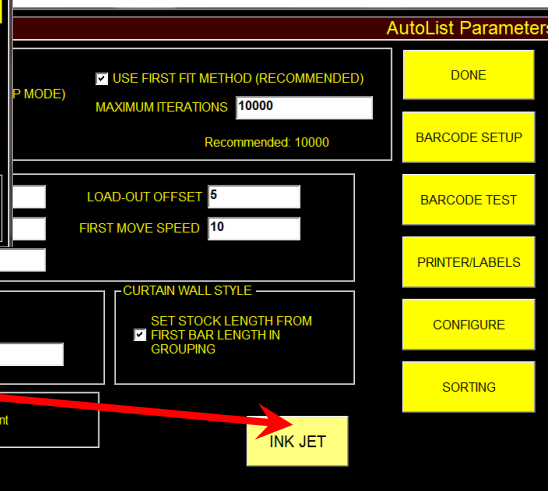 AutoList Parameters
USE FIRST FIT METHOD (RECOMMENDED)
P MODE)
MAXIMUM ITERATIONS 10000
Recommended: 10000
DONE
BARCODE SETUP
LOAD-OUT OFFSET 5
FIRST MOVE SPEED 10
BARCODE TEST
PRINTER/LABELS
CURTAIN WALL STYLE
SET STOCK LENGTH FROM
FIRST BAR LENGTH IN
GROUPING
CONFIGURE
SORTING
nt
INK JET